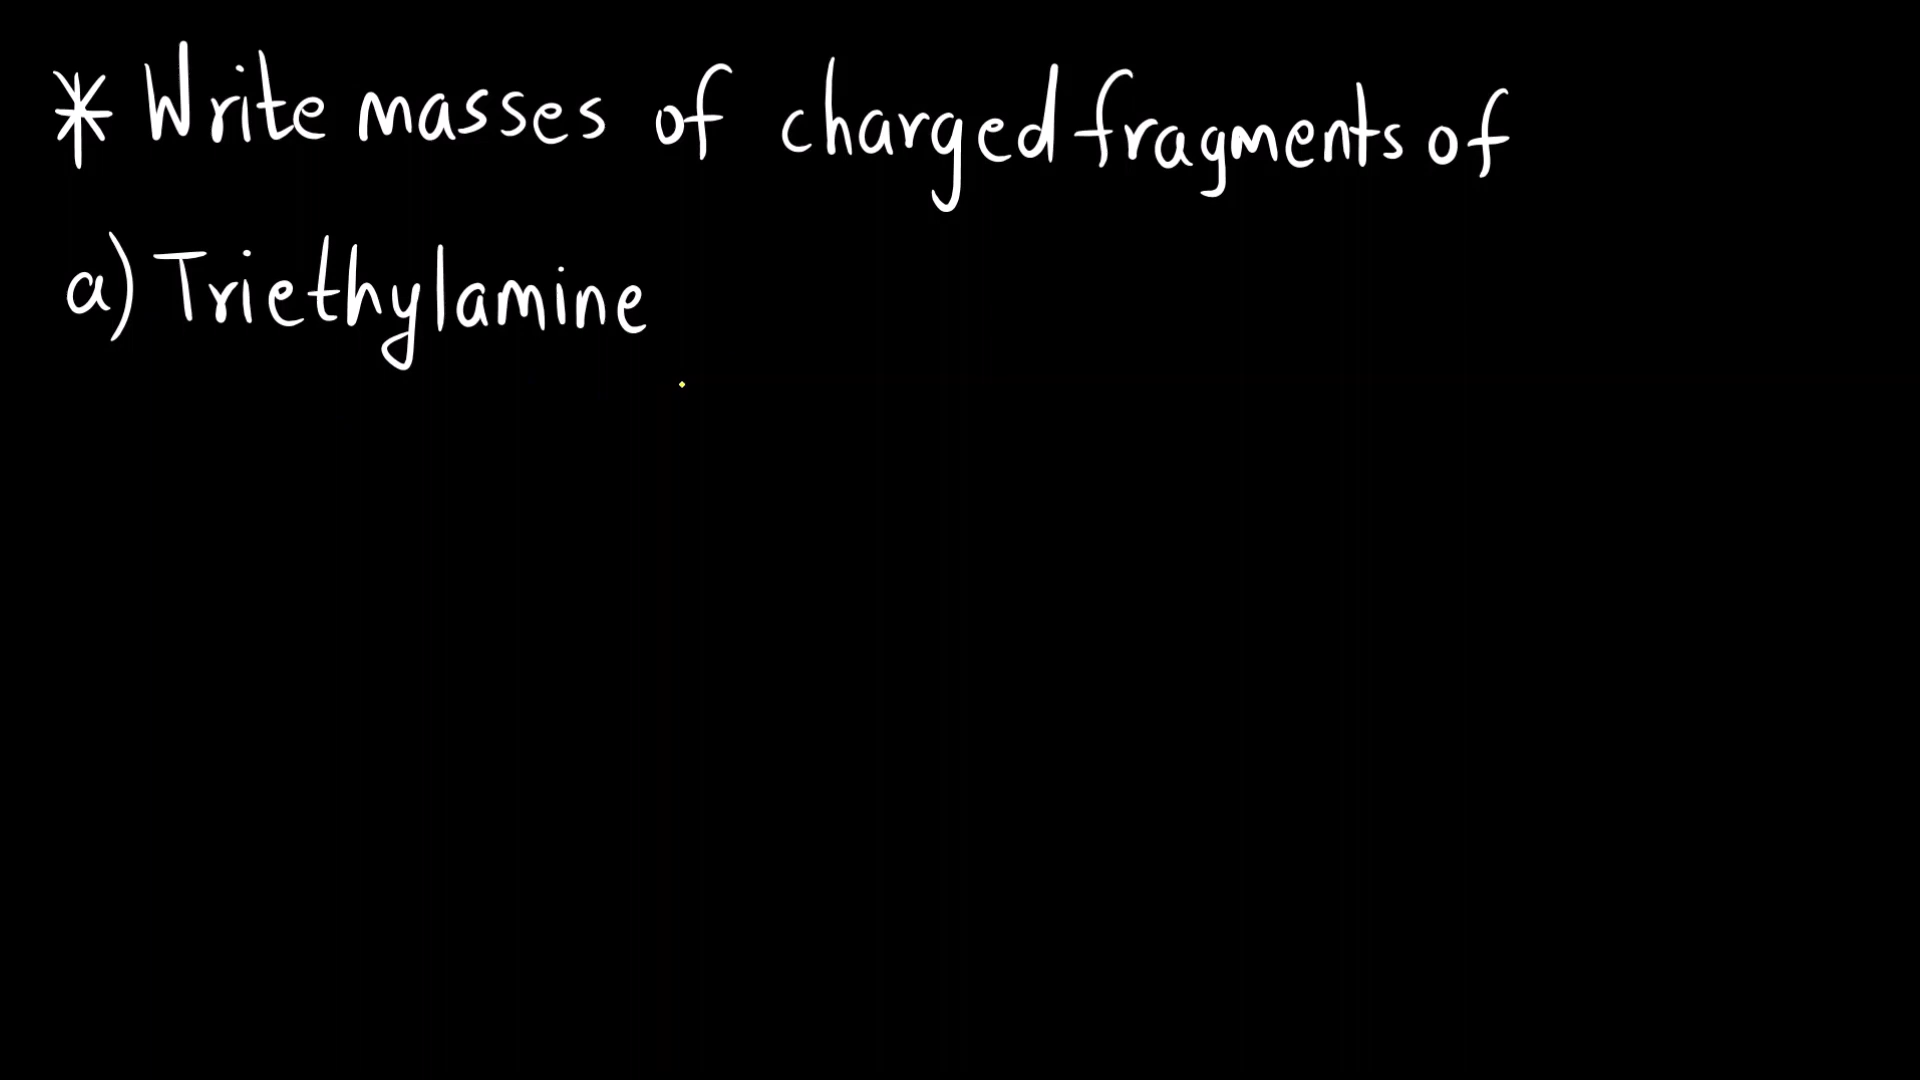 * Write masses of charged fragments of
a) Triethylamine